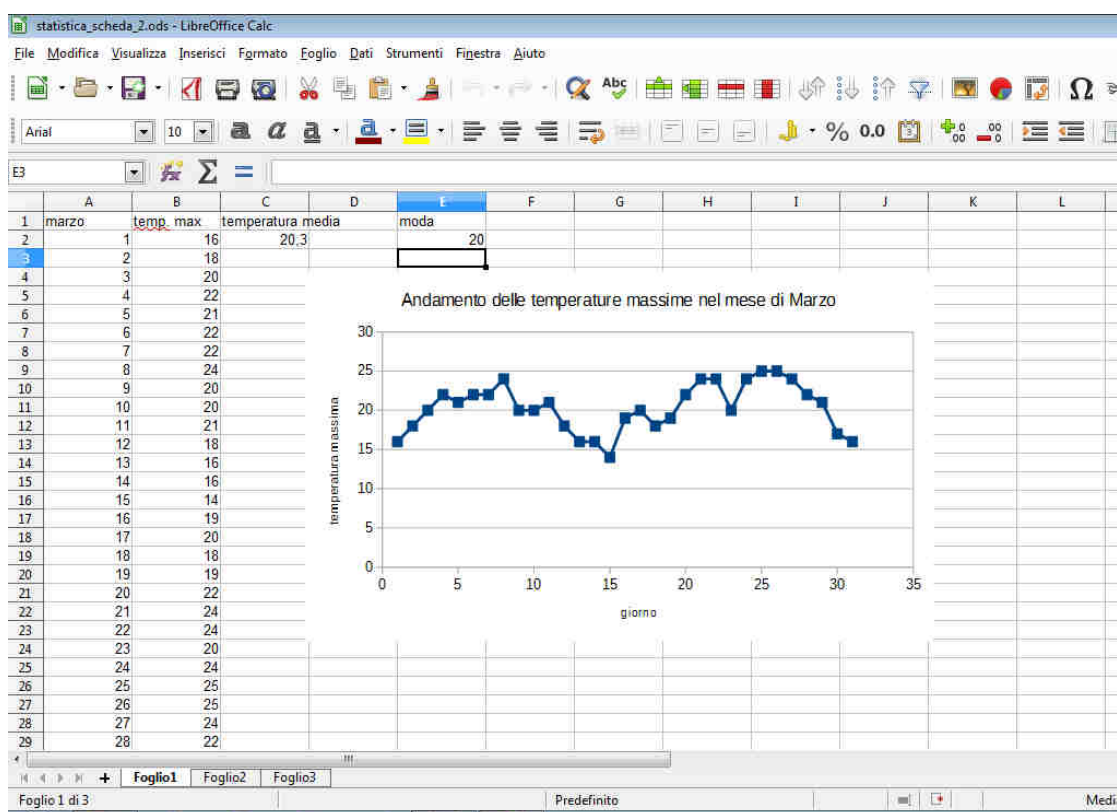 statistica_scheda_2.ods - LibreOffice Calc
File Modifica Visualizza Inserisci Formato Foglio Dati Strumenti Finestra Aiuto
Abc Ω
Arial 10 a a a a % 0.0
E3 fx Σ =
A B C D E F G H I J K L
1 marzo temp. max temperatura media moda
2 1 16 20,3 20
3 2 18
4 3 20
5 4 22
6 5 21
7 6 22
8 7 22
9 8 24
10 9 20
11 10 20
12 11 21
13 12 18
14 13 16
15 14 16
16 15 14
17 16 19
18 17 20
19 18 18
20 19 19
21 20 22
22 21 24
23 22 24
24 23 20
25 24 24
26 25 25
27 26 25
28 27 24
29 28 22
Andamento delle temperature massime nel mese di Marzo
temperatura massima
30
25
20
15
10
5
0
0 5 10 15 20 25 30 35
giorno
Foglio1 Foglio2 Foglio3
Foglio 1 di 3 Predefinito